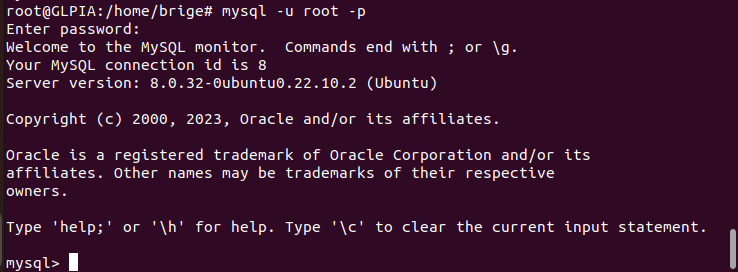 root@GLPIA:/home/brige# mysql -u root -p
Enter password:
Welcome to the MySQL monitor.  Commands end with ; or \g.
Your MySQL connection id is 8
Server version: 8.0.32-0ubuntu0.22.10.2 (Ubuntu)
Copyright (c) 2000, 2023, Oracle and/or its affiliates.
Oracle is a registered trademark of Oracle Corporation and/or its
affiliates. Other names may be trademarks of their respective
owners.
Type 'help;' or '\h' for help. Type '\c' to clear the current input statement.
mysql>